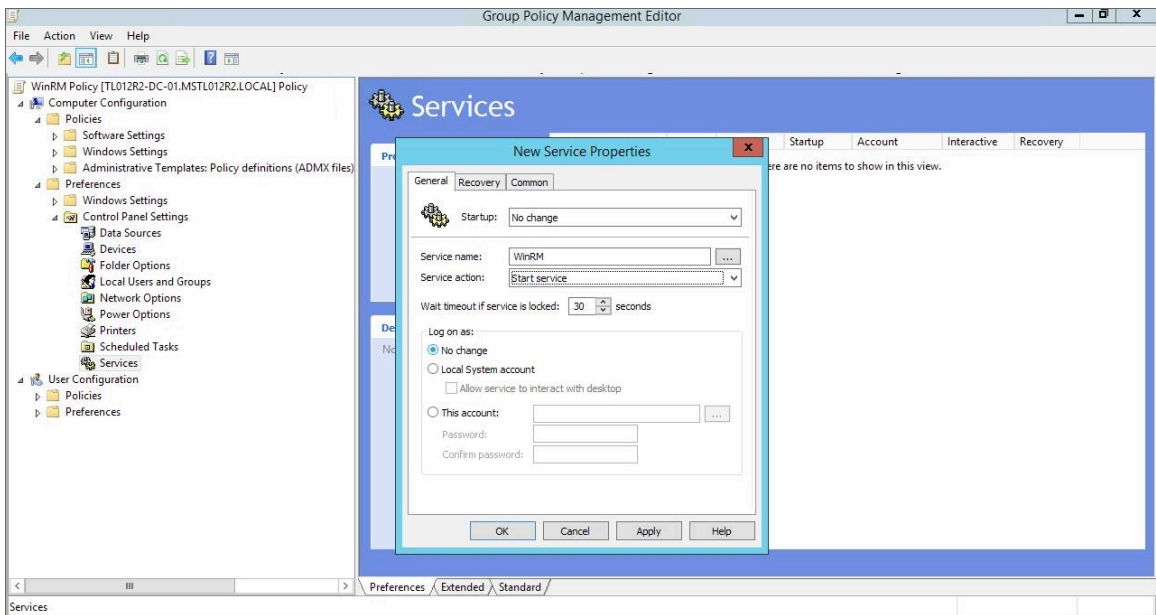 Group Policy Management Editor
File Action View Help
WinRM Policy [TL012R2-DC-01.MSTL012R2.LOCAL] Policy
Computer Configuration
Policies
Software Settings
Windows Settings
Administrative Templates: Policy definitions (ADMX files)
Preferences
Windows Settings
Control Panel Settings
Data Sources
Devices
Folder Options
Local Users and Groups
Network Options
Power Options
Printers
Scheduled Tasks
Services
User Configuration
Policies
Preferences
Services
Startup Account Interactive Recovery
ere are no items to show in this view.
Pr
De
No
New Service Properties
General Recovery Common
Startup: No change
Service name: WinRM ...
Service action: Start service
Wait timeout if service is locked: 30 seconds
Log on as:
No change
Local System account
Allow service to interact with desktop
This account: ...
Password:
Confirm password:
OK Cancel Apply Help
Preferences Extended Standard
Services